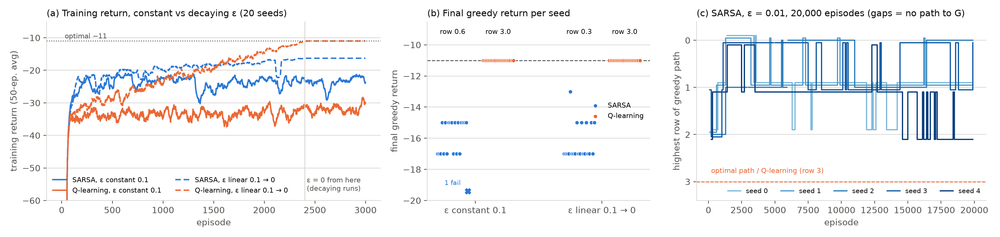 (a) Training return, constant vs decaying ε (20 seeds)
training return (50-ep. avg)
−10
−20
−30
−40
−50
−60
optimal −11
SARSA, ε constant 0.1
Q-learning, ε constant 0.1
SARSA, ε linear 0.1 → 0
Q-learning, ε linear 0.1 → 0
ε = 0 from here
(decaying runs)
0
500
1000
1500
2000
2500
3000
episode
(b) Final greedy return per seed
final greedy return
−10
−12
−14
−16
−18
−20
row 0.6
row 3.0
row 0.3
row 3.0
SARSA
Q-learning
1 fail
ε constant 0.1
ε linear 0.1 → 0
(c) SARSA, ε = 0.01, 20,000 episodes (gaps = no path to G)
highest row of greedy path
0
1
2
3
optimal path / Q-learning (row 3)
seed 0
seed 1
seed 2
seed 3
seed 4
0
2500
5000
7500
10000
12500
15000
17500
20000
episode